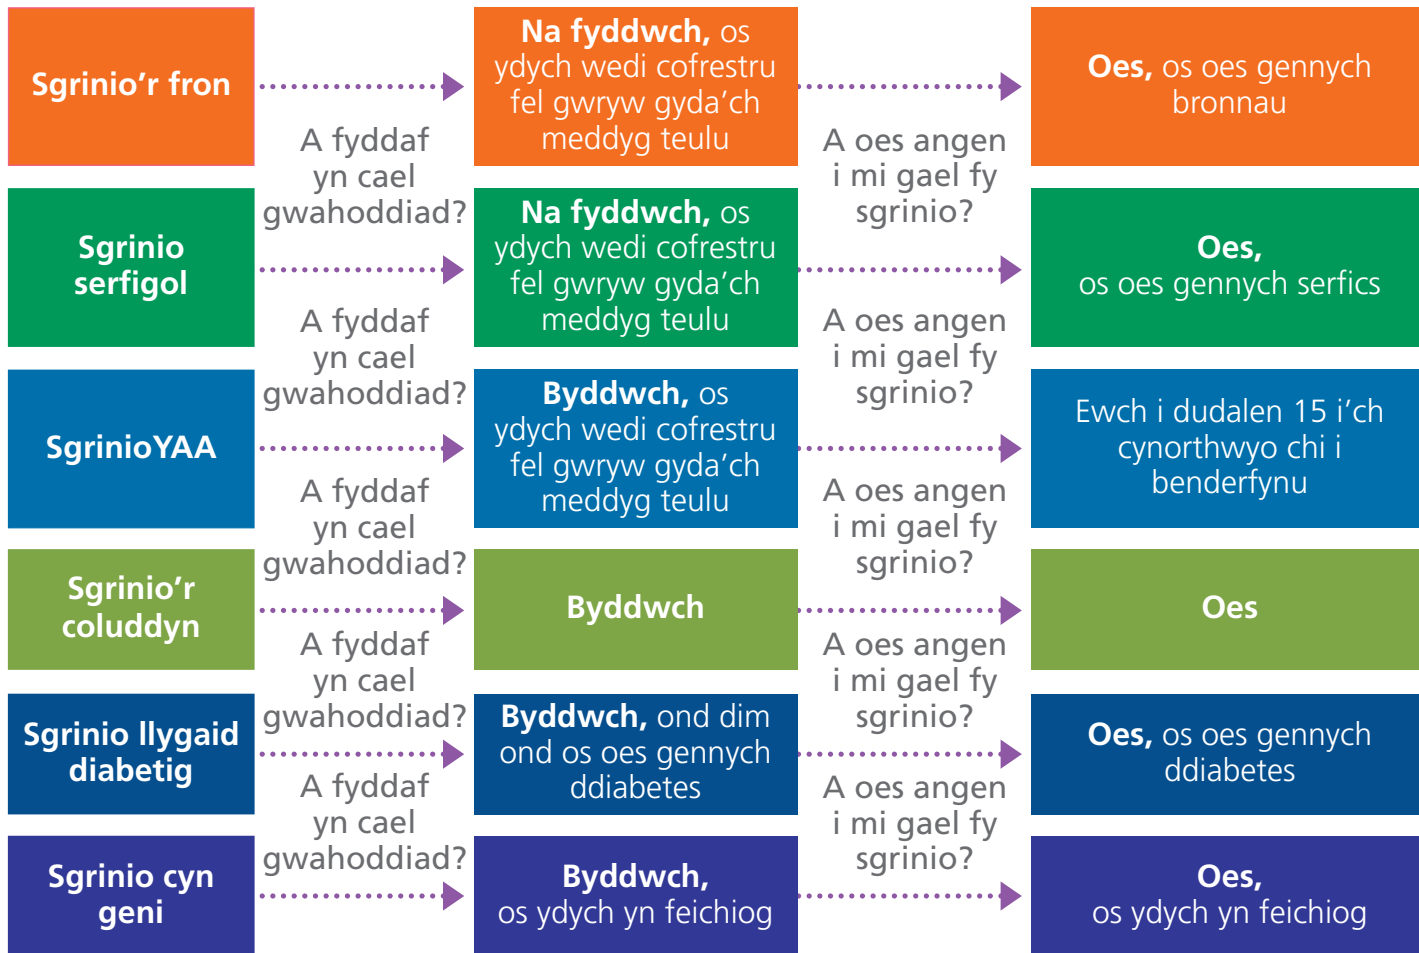 Sgrinio'r fron
A fyddaf
yn cael
gwahoddiad?
Na fyddwch, os
ydych wedi cofrestru
fel gwryw gyda'ch
meddyg teulu
A oes angen
i mi gael fy
sgrinio?
Oes, os oes gennych
bronnau
Sgrinio
serfigol
A fyddaf
yn cael
gwahoddiad?
Na fyddwch, os
ydych wedi cofrestru
fel gwryw gyda'ch
meddyg teulu
A oes angen
i mi gael fy
sgrinio?
Oes,
os oes gennych serfics
SgrinioYAA
A fyddaf
yn cael
gwahoddiad?
Byddwch, os
ydych wedi cofrestru
fel gwryw gyda'ch
meddyg teulu
A oes angen
i mi gael fy
sgrinio?
Ewch i dudalen 15 i'ch
cynorthwyo chi i
benderfynu
Sgrinio'r
coluddyn
A fyddaf
yn cael
gwahoddiad?
Byddwch
A oes angen
i mi gael fy
sgrinio?
Oes
Sgrinio llygaid
diabetig
A fyddaf
yn cael
gwahoddiad?
Byddwch, ond dim
ond os oes gennych
ddiabetes
A oes angen
i mi gael fy
sgrinio?
Oes, os oes gennych
ddiabetes
Sgrinio cyn
geni
Byddwch,
os ydych yn feichiog
Oes,
os ydych yn feichiog